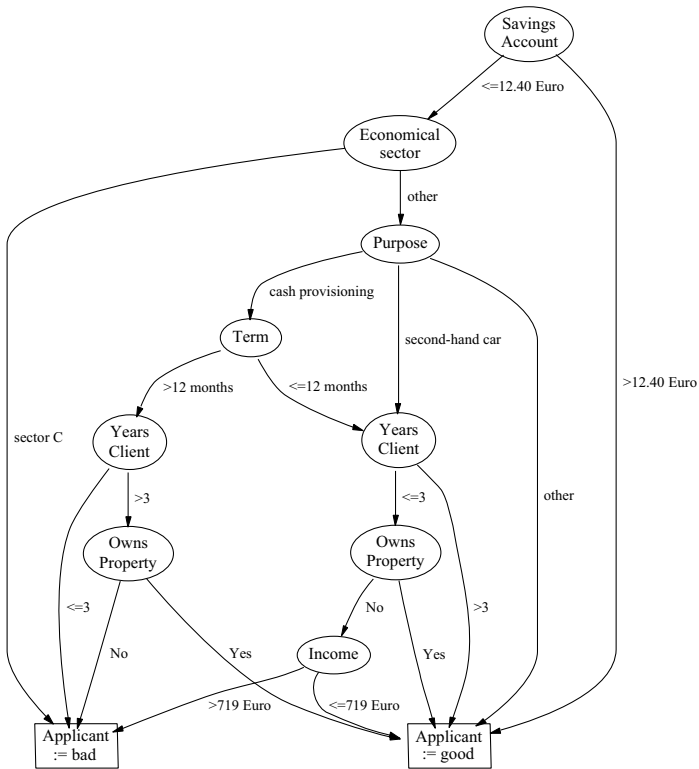 Savings
Account
<=12.40 Euro
Economical
sector
other
Purpose
cash provisioning
Term
second-hand car
>12 months
<=12 months
>12.40 Euro
Years
Client
Years
Client
sector C
>3
<=3
other
Owns
Property
Owns
Property
<=3
No
>3
No
Yes
Income
Yes
>719 Euro
<=719 Euro
Applicant
:= bad
Applicant
:= good